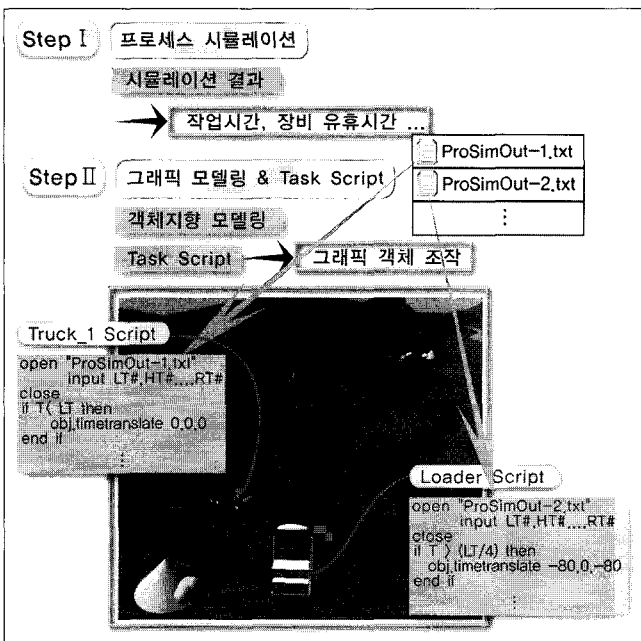 Step Ⅰ 프로세스 시뮬레이션
시뮬레이션 결과
작업시간, 장비 유휴시간 ...
ProSimOut-1.txt
ProSimOut-2.txt
⋮
Step Ⅱ 그래픽 모델링 & Task Script
객체지향 모델링
Task Script
그래픽 객체 조작
Truck_1 Script
open "ProSimOut-1.txt"
input LT#,HT#....RT#
close
if T< LT then
obj.timetranslate 0,0,0
end if
⋮
Loader Script
open "ProSimOut-2.txt"
input LT#,HT#....RT#
close
if T > (LT/4) then
obj.timetranslate -80,0,-80
end if
⋮